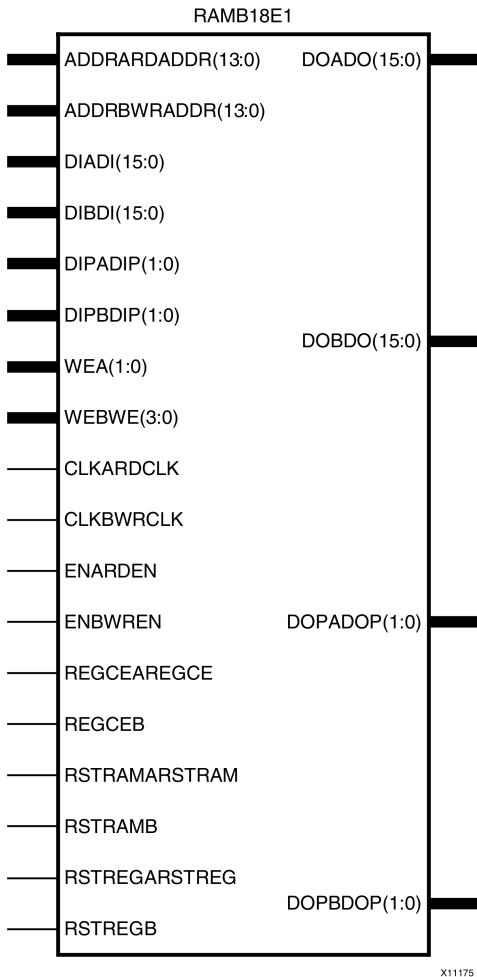 RAMB18E1
ADDRARDADDR(13:0) DOADO(15:0)
ADDRBWRADDR(13:0)
DIADI(15:0)
DIBDI(15:0)
DIPADIP(1:0)
DIPBDIP(1:0)
DOBDO(15:0)
WEA(1:0)
WEBWE(3:0)
CLKARDCLK
CLKBWRCLK
ENARDEN
ENBWREN DOPADOP(1:0)
REGCEAREGCE
REGCEB
RSTRAMARSTRAM
RSTRAMB
RSTREGARSTREG
DOPBDOP(1:0)
RSTREGB
X11175